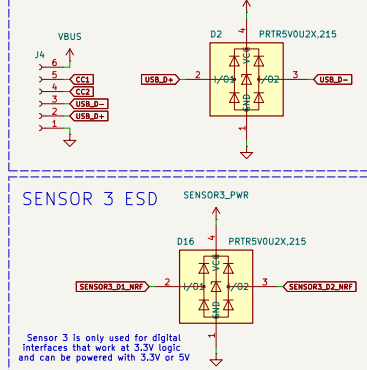 VBUS
J4
6
5 CC1
4 CC2
3 USB_D-
2 USB_D+
1
D2 PRTR5V0U2X,215
4
VCC
USB_D+ 2 I/O1 I/O2 3 USB_D-
GND
1
SENSOR 3 ESD
SENSOR3_PWR
D16 PRTR5V0U2X,215
4
VCC
SENSOR3_D1_NRF 2 I/O1 I/O2 3 SENSOR3_D2_NRF
GND
1
Sensor 3 is only used for digital
interfaces that work at 3.3V logic
and can be powered with 3.3V or 5V